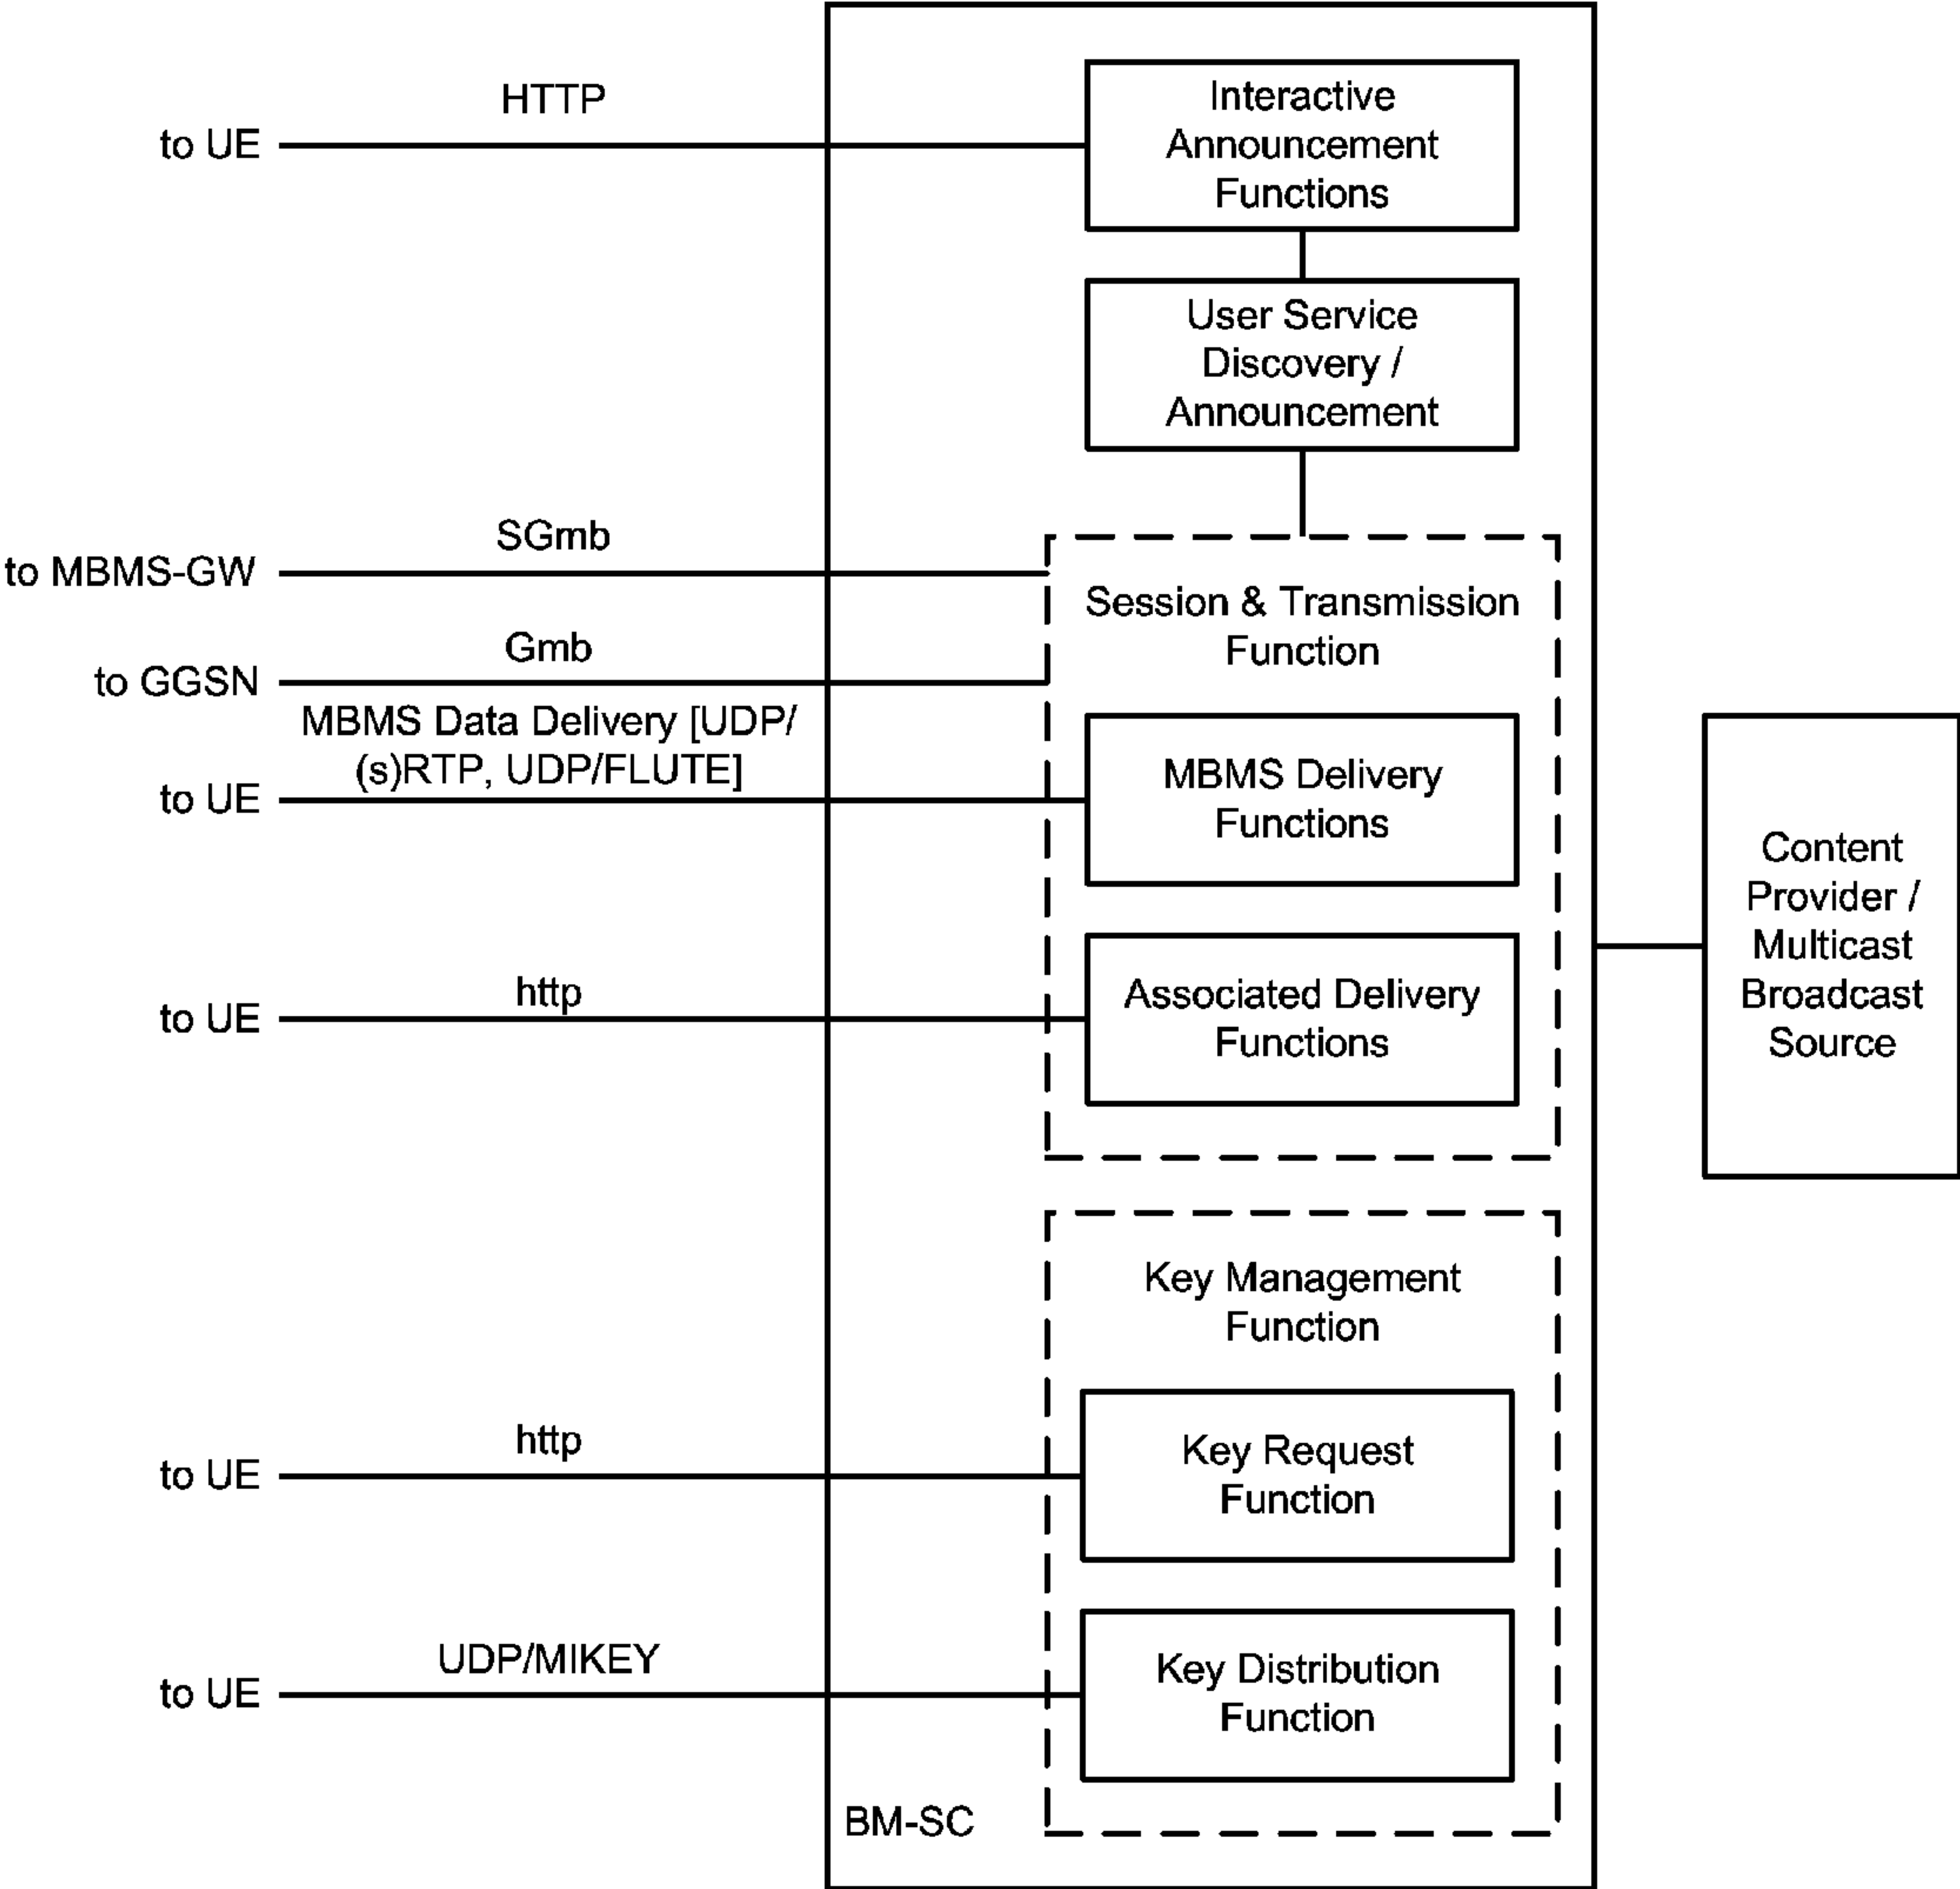 HTTP
to UE
Interactive
Announcement
Functions
User Service
Discovery /
Announcement
SGmb
to MBMS-GW
Session & Transmission
Function
Gmb
to GGSN
MBMS Data Delivery [UDP/
(s)RTP, UDP/FLUTE]
to UE
MBMS Delivery
Functions
http
to UE
Associated Delivery
Functions
Content
Provider /
Multicast
Broadcast
Source
Key Management
Function
http
to UE
Key Request
Function
UDP/MIKEY
to UE
Key Distribution
Function
BM-SC